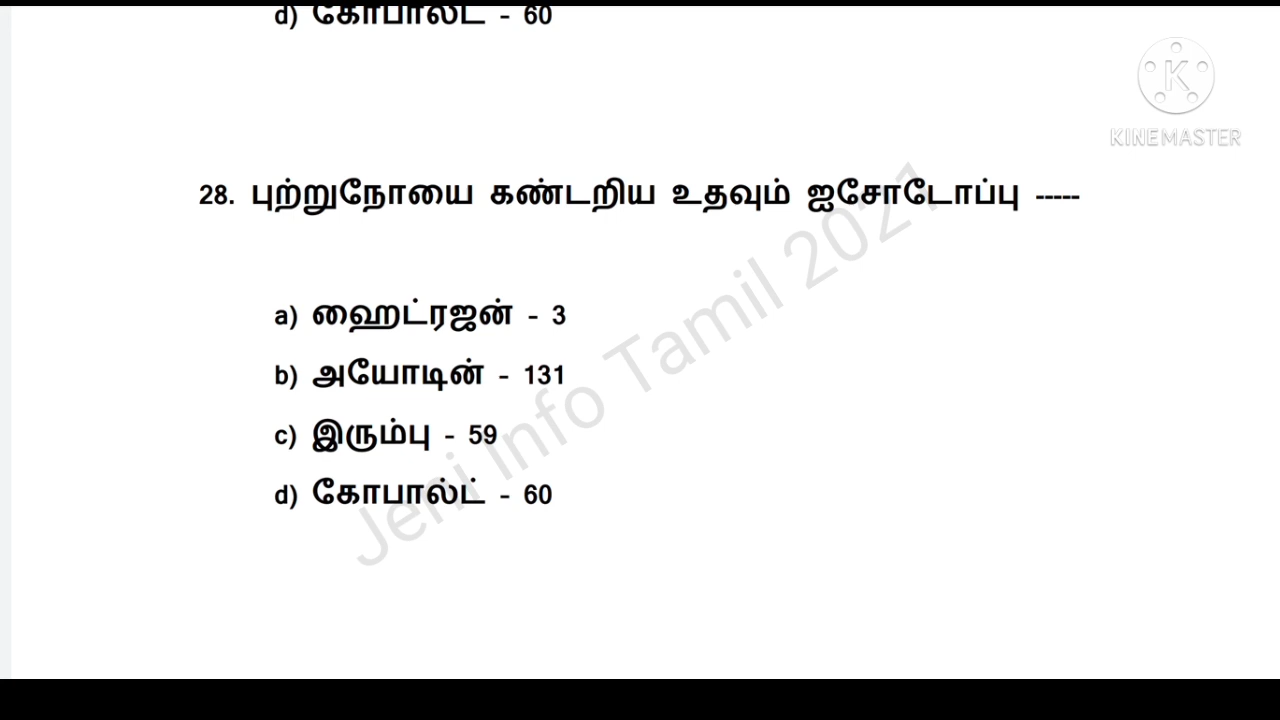 d) கோபால்ட் - 60
KINEMASTER
28. புற்றுநோயை கண்டறிய உதவும் ஐசோடோப்பு -----
a) ஹைட்ரஜன் - 3
b) அயோடின் - 131
c) இரும்பு - 59
d) கோபால்ட் - 60
Jeni Info Tamil 2021